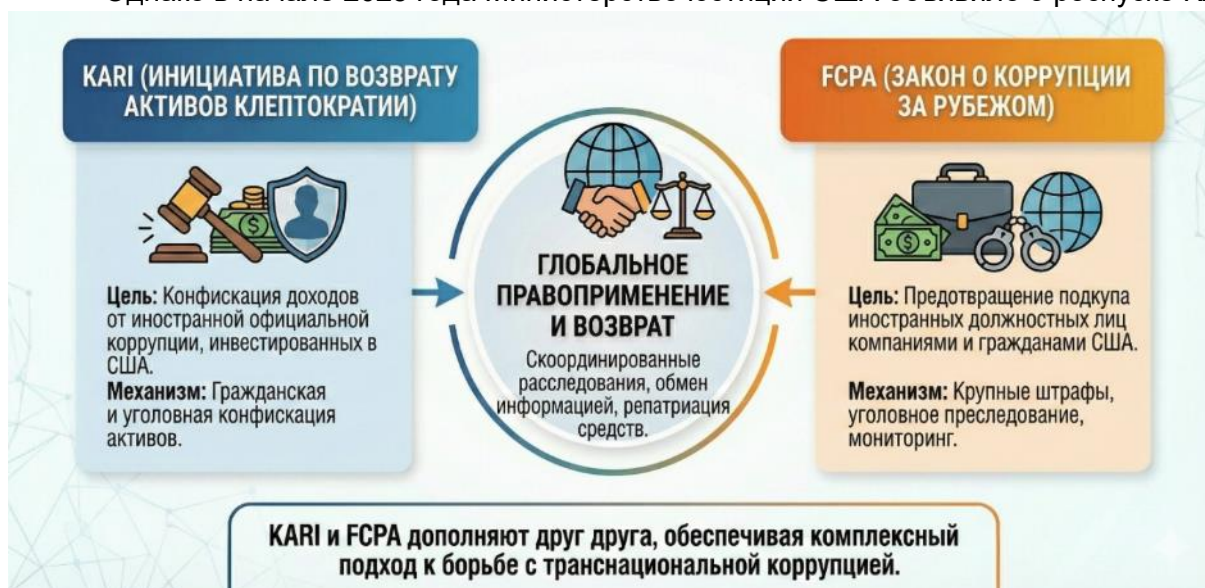 KARI (ИНИЦИАТИВА ПО ВОЗВРАТУ
АКТИВОВ КЛЕПТОКРАТИИ)
Цель: Конфискация доходов
от иностранной официальной
коррупции, инвестированных в
США.
Механизм: Гражданская
и уголовная конфискация
активов.
ГЛОБАЛЬНОЕ
ПРАВОПРИМЕНЕНИЕ
И ВОЗВРАТ
Скоординированные
расследования, обмен
информацией, репатриация
средств.
FCPA (ЗАКОН О КОРРУПЦИИ
ЗА РУБЕЖОМ)
Цель: Предотвращение подкупа
иностранных должностных лиц
компаниями и гражданами США.
Механизм: Крупные штрафы,
уголовное преследование,
мониторинг.
KARI и FCPA дополняют друг друга, обеспечивая комплексный
подход к борьбе с транснациональной коррупцией.